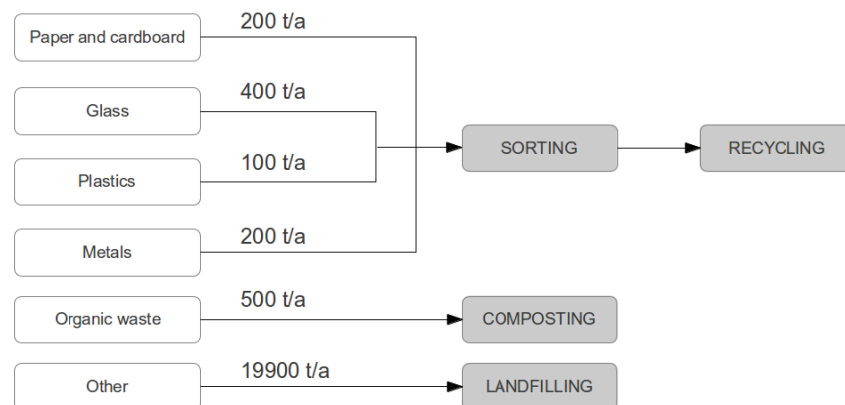 Paper and cardboard
200 t/a
Glass
400 t/a
Plastics
100 t/a
SORTING
RECYCLING
Metals
200 t/a
Organic waste
500 t/a
COMPOSTING
Other
19900 t/a
LANDFILLING